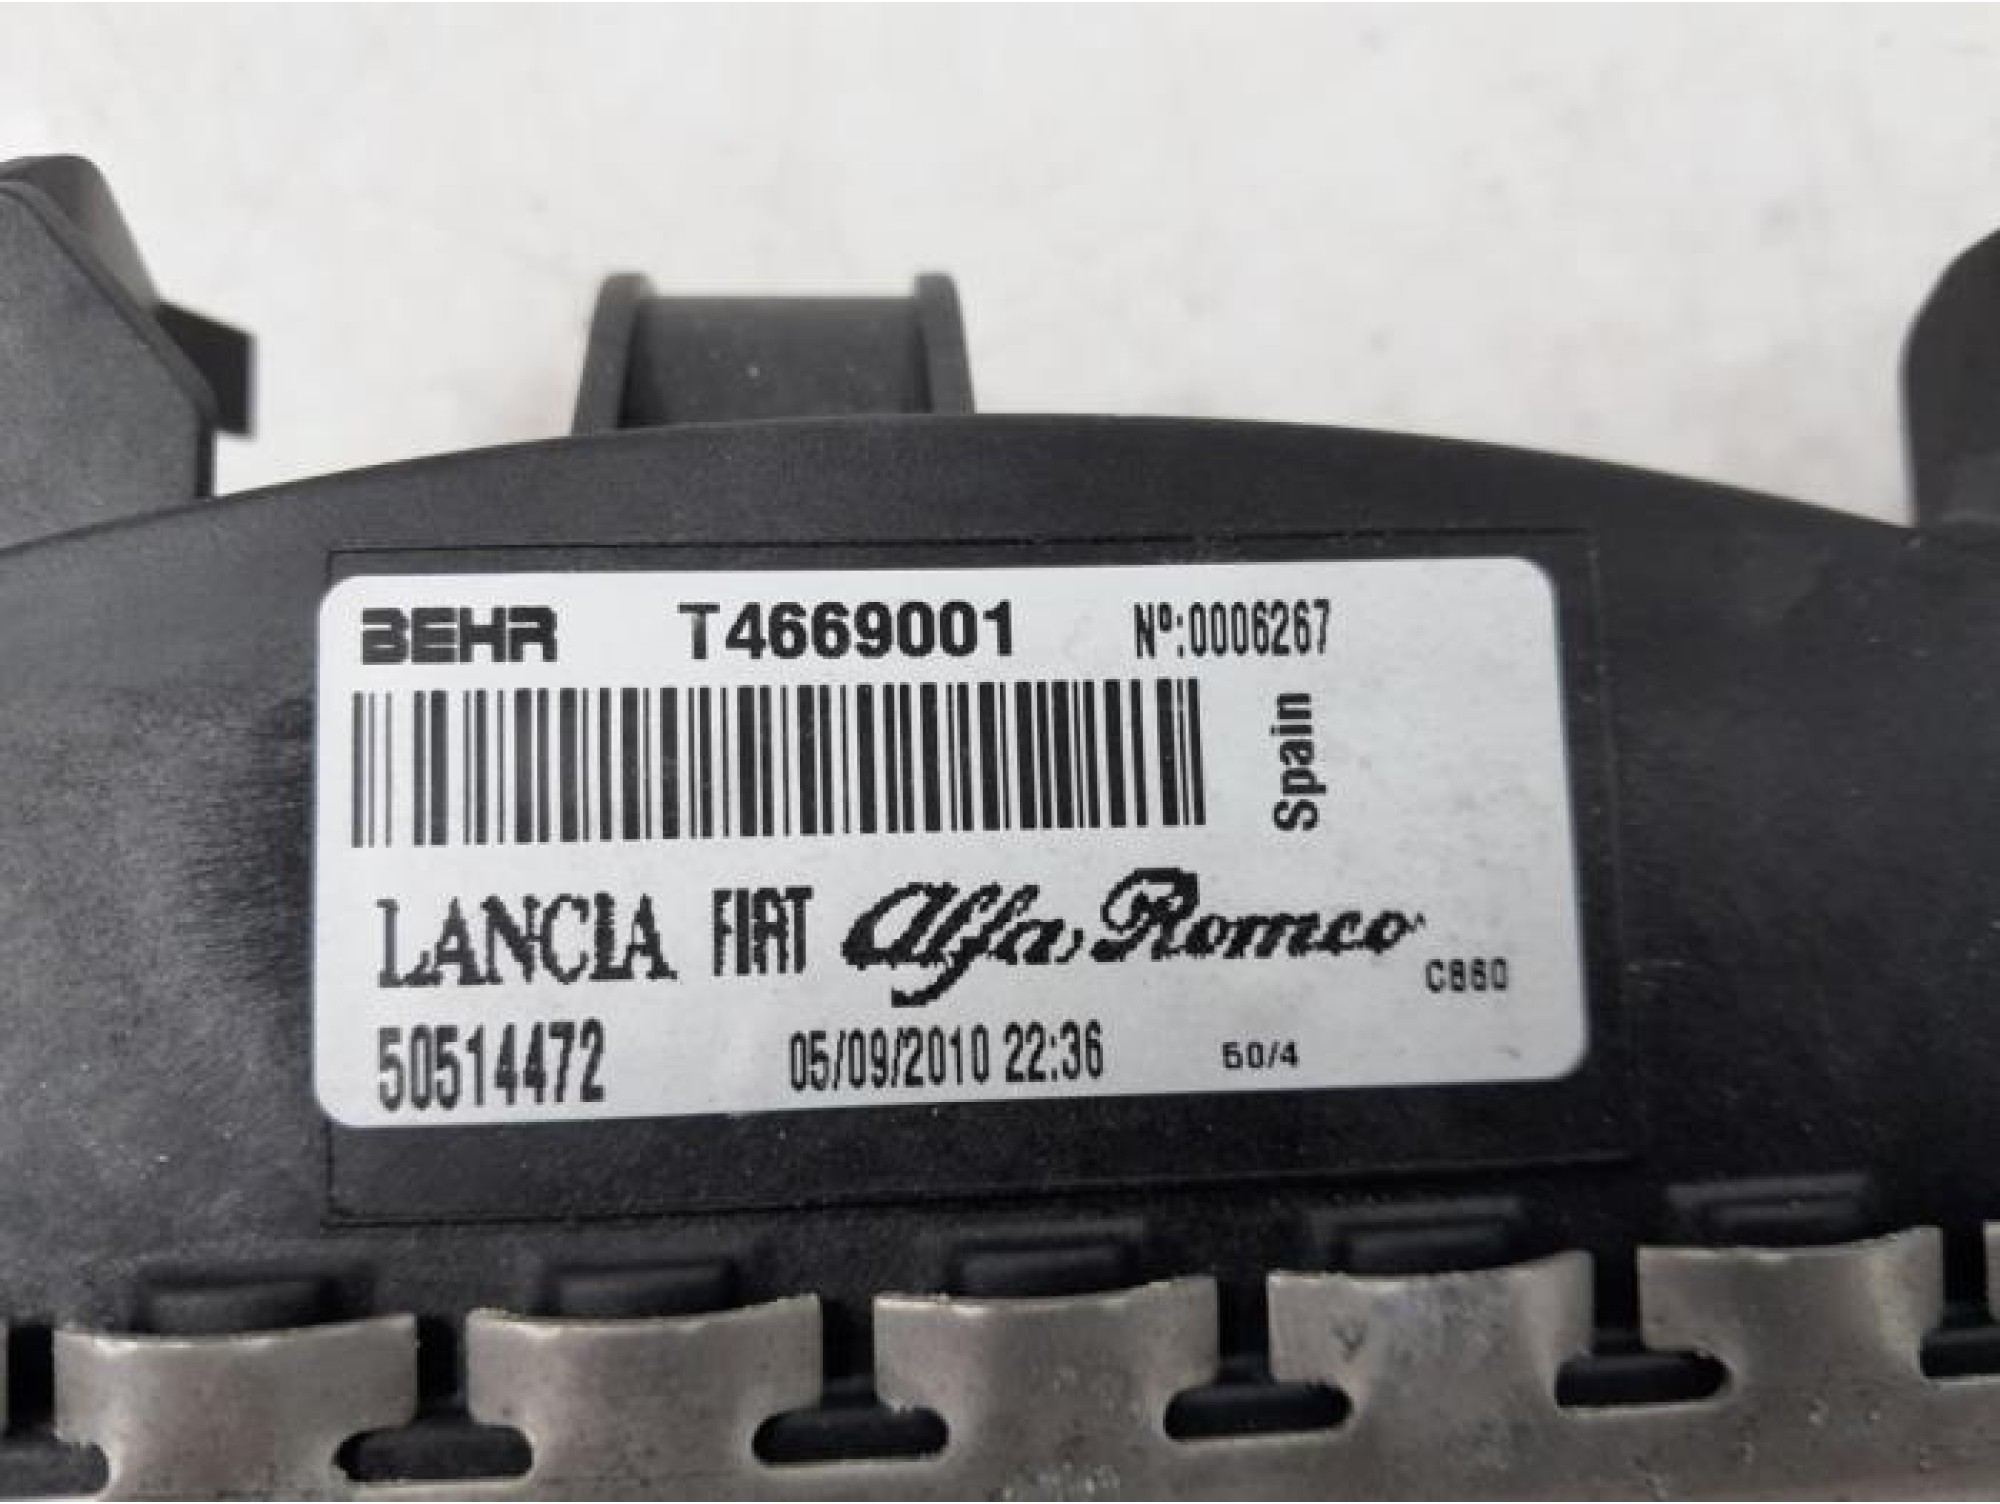 BEHR T4669001 Nº:0006267
Spain
LANCIA FIAT Alfa Romeo
C860
50514472 05/09/2010 22:36 50/4